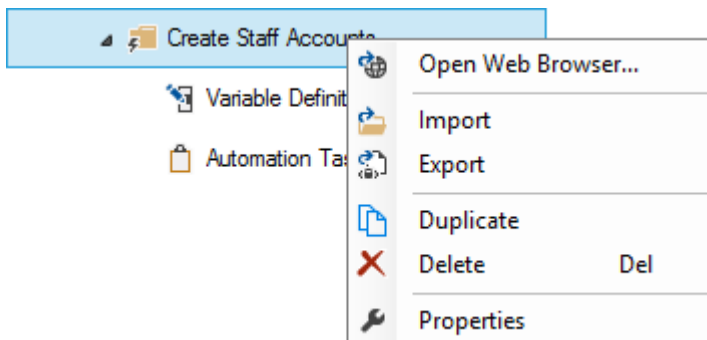 Create Staff Accounts
Open Web Browser...
Variable Definit
Import
Automation Tas
Export
Duplicate
Delete Del
Properties